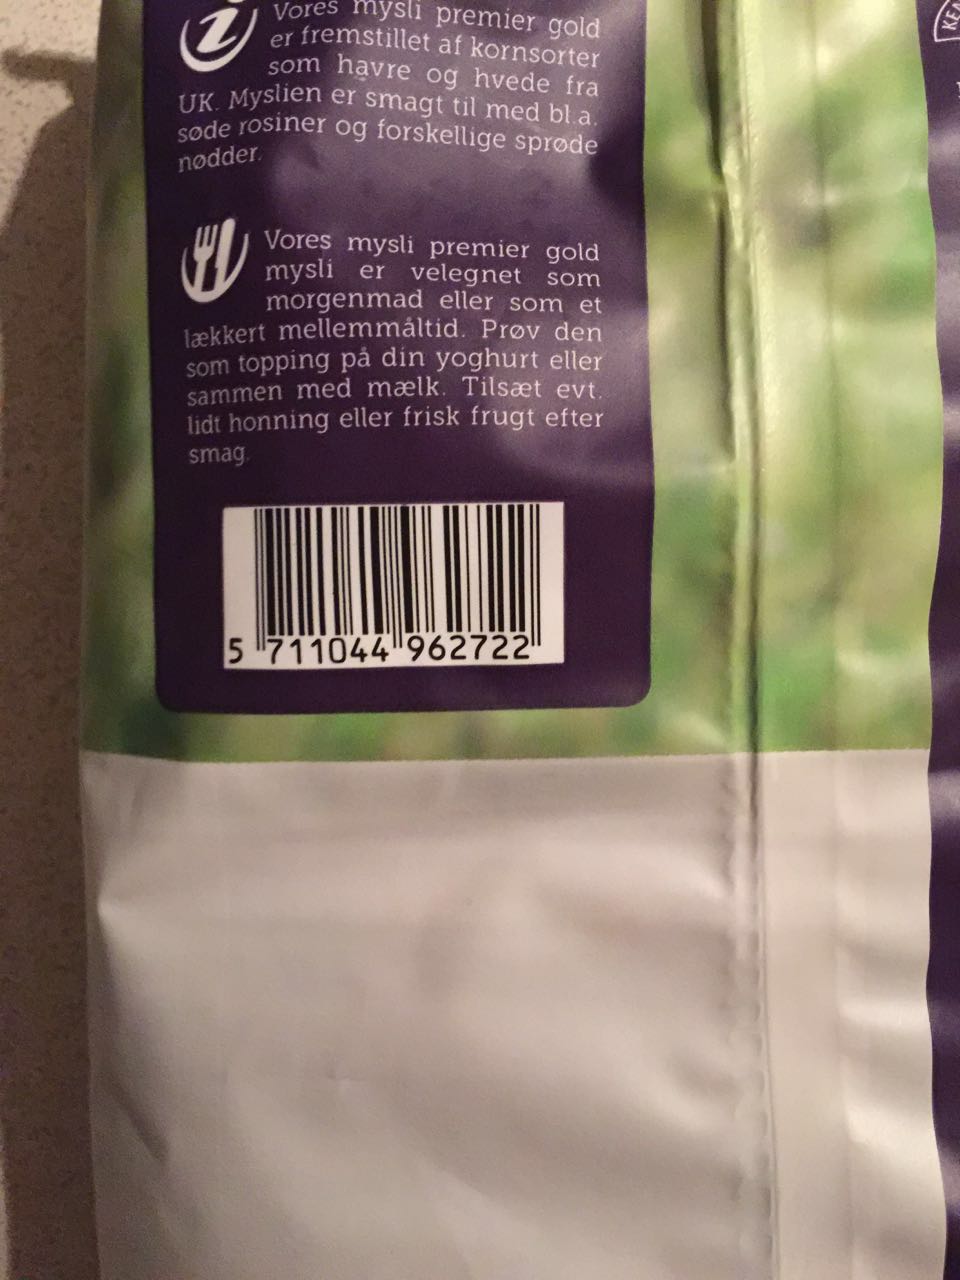 Vores mysli premier gold
er fremstillet af kornsorter
som havre og hvede fra
UK. Myslien er smagt til med bl.a.
søde rosiner og forskellige sprøde
nødder.
Vores mysli premier gold
mysli er velegnet som
morgenmad eller som et
lækkert mellemmåltid. Prøv den
som topping på din yoghurt eller
sammen med mælk. Tilsæt evt.
lidt honning eller frisk frugt efter
smag.
5 711044 962722